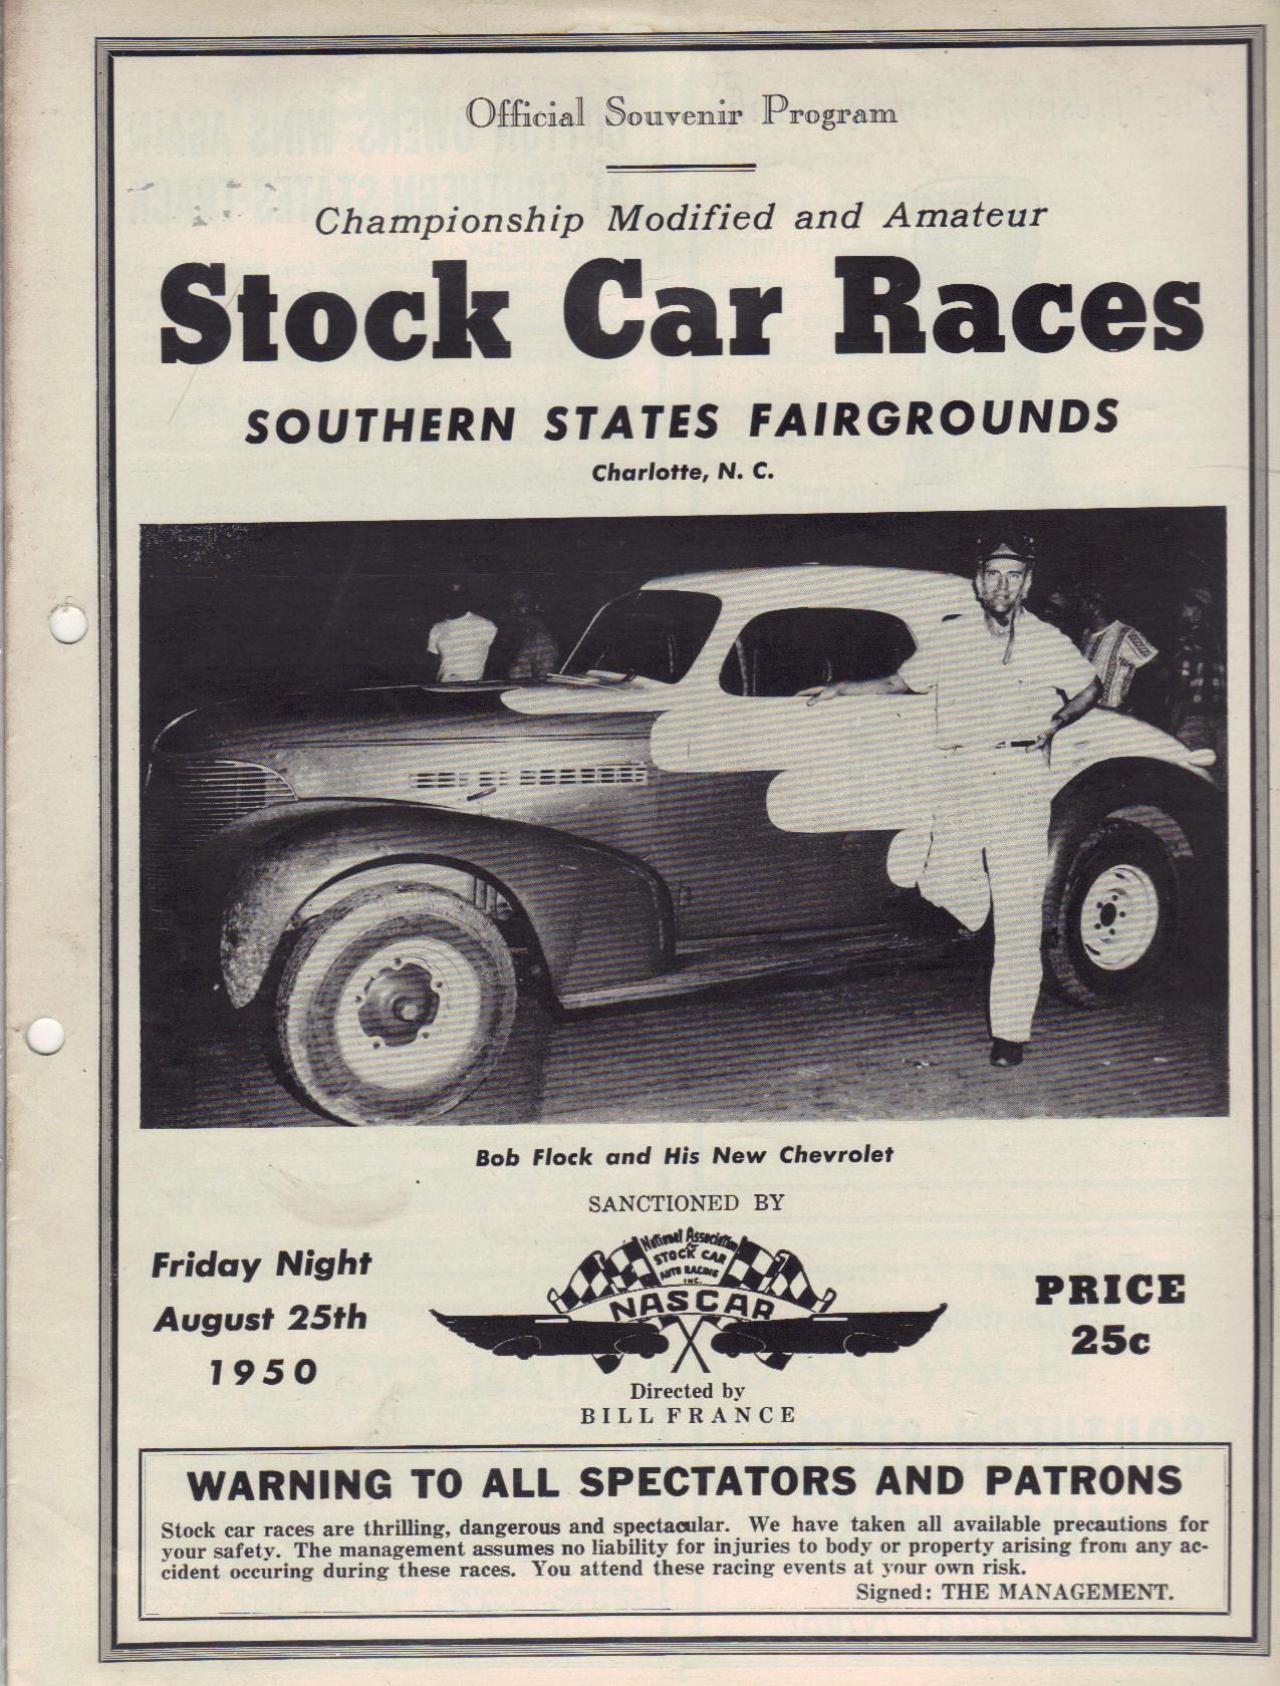 Official Souvenir Program
Championship Modified and Amateur
Stock Car Races
SOUTHERN STATES FAIRGROUNDS
Charlotte, N. C.
Bob Flock and His New Chevrolet
SANCTIONED BY
Friday Night
August 25th
1950
National Association
STOCK CAR
AUTO RACING
INC.
NASCAR
Directed by
BILL FRANCE
PRICE
25c
WARNING TO ALL SPECTATORS AND PATRONS
Stock car races are thrilling, dangerous and spectacular. We have taken all available precautions for
your safety. The management assumes no liability for injuries to body or property arising from any ac-
cident occuring during these races. You attend these racing events at your own risk.
Signed: THE MANAGEMENT.